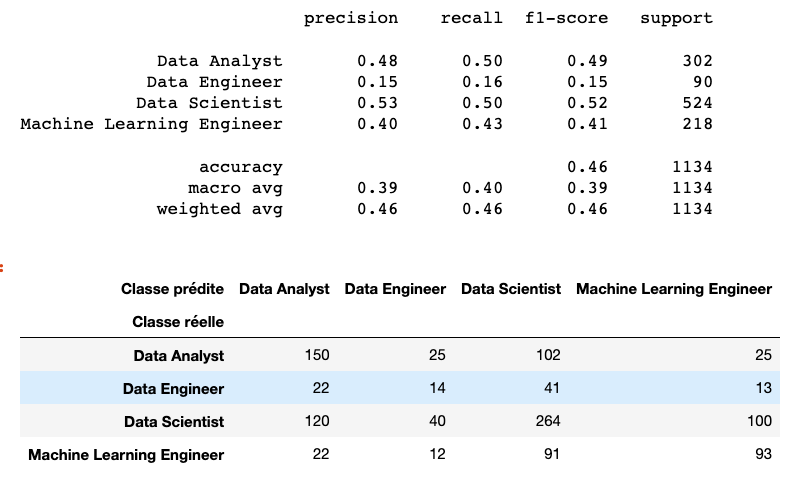 precision recall f1-score support
Data Analyst 0.48 0.50 0.49 302
Data Engineer 0.15 0.16 0.15 90
Data Scientist 0.53 0.50 0.52 524
Machine Learning Engineer 0.40 0.43 0.41 218
accuracy 0.46 1134
macro avg 0.39 0.40 0.39 1134
weighted avg 0.46 0.46 0.46 1134
:
Classe prédite Data Analyst Data Engineer Data Scientist Machine Learning Engineer
Classe réelle
Data Analyst 150 25 102 25
Data Engineer 22 14 41 13
Data Scientist 120 40 264 100
Machine Learning Engineer 22 12 91 93